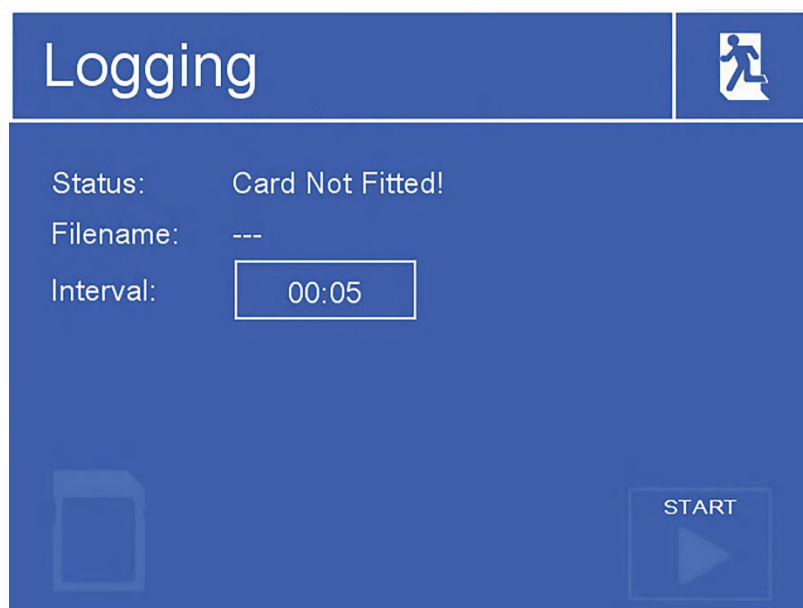 Logging
Status: Card Not Fitted!
Filename: ---
Interval: 00:05
START